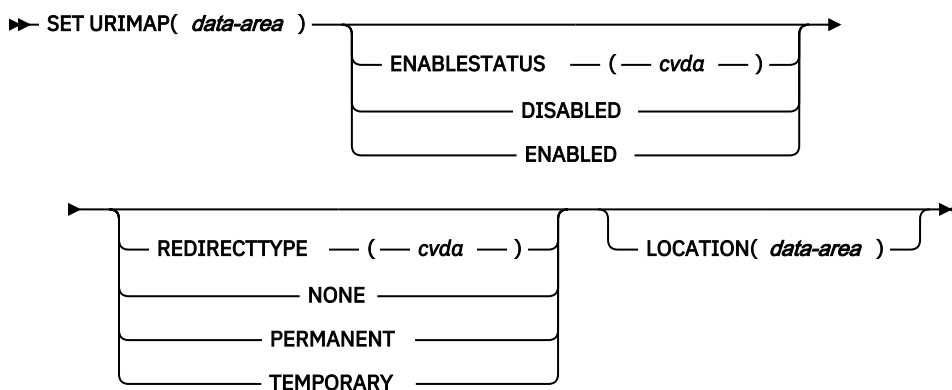 SET URIMAP( data-area )
ENABLESTATUS ( cvda )
DISABLED
ENABLED
REDIRECTTYPE ( cvda )
LOCATION( data-area )
NONE
PERMANENT
TEMPORARY